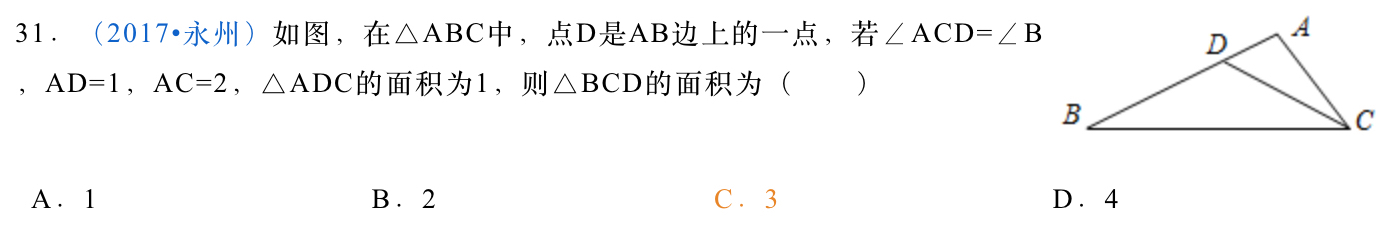 31．（2017•永州）如图，在△ABC中，点D是AB边上的一点，若∠ACD=∠B
，AD=1，AC=2，△ADC的面积为1，则△BCD的面积为（　　）
A
D
B
C
A．1　B．2　C．3　D．4